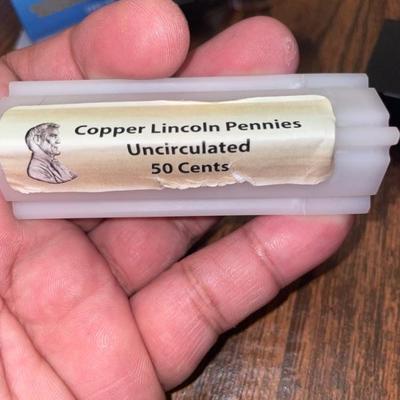 Copper Lincoln Pennies
Uncirculated
50 Cents